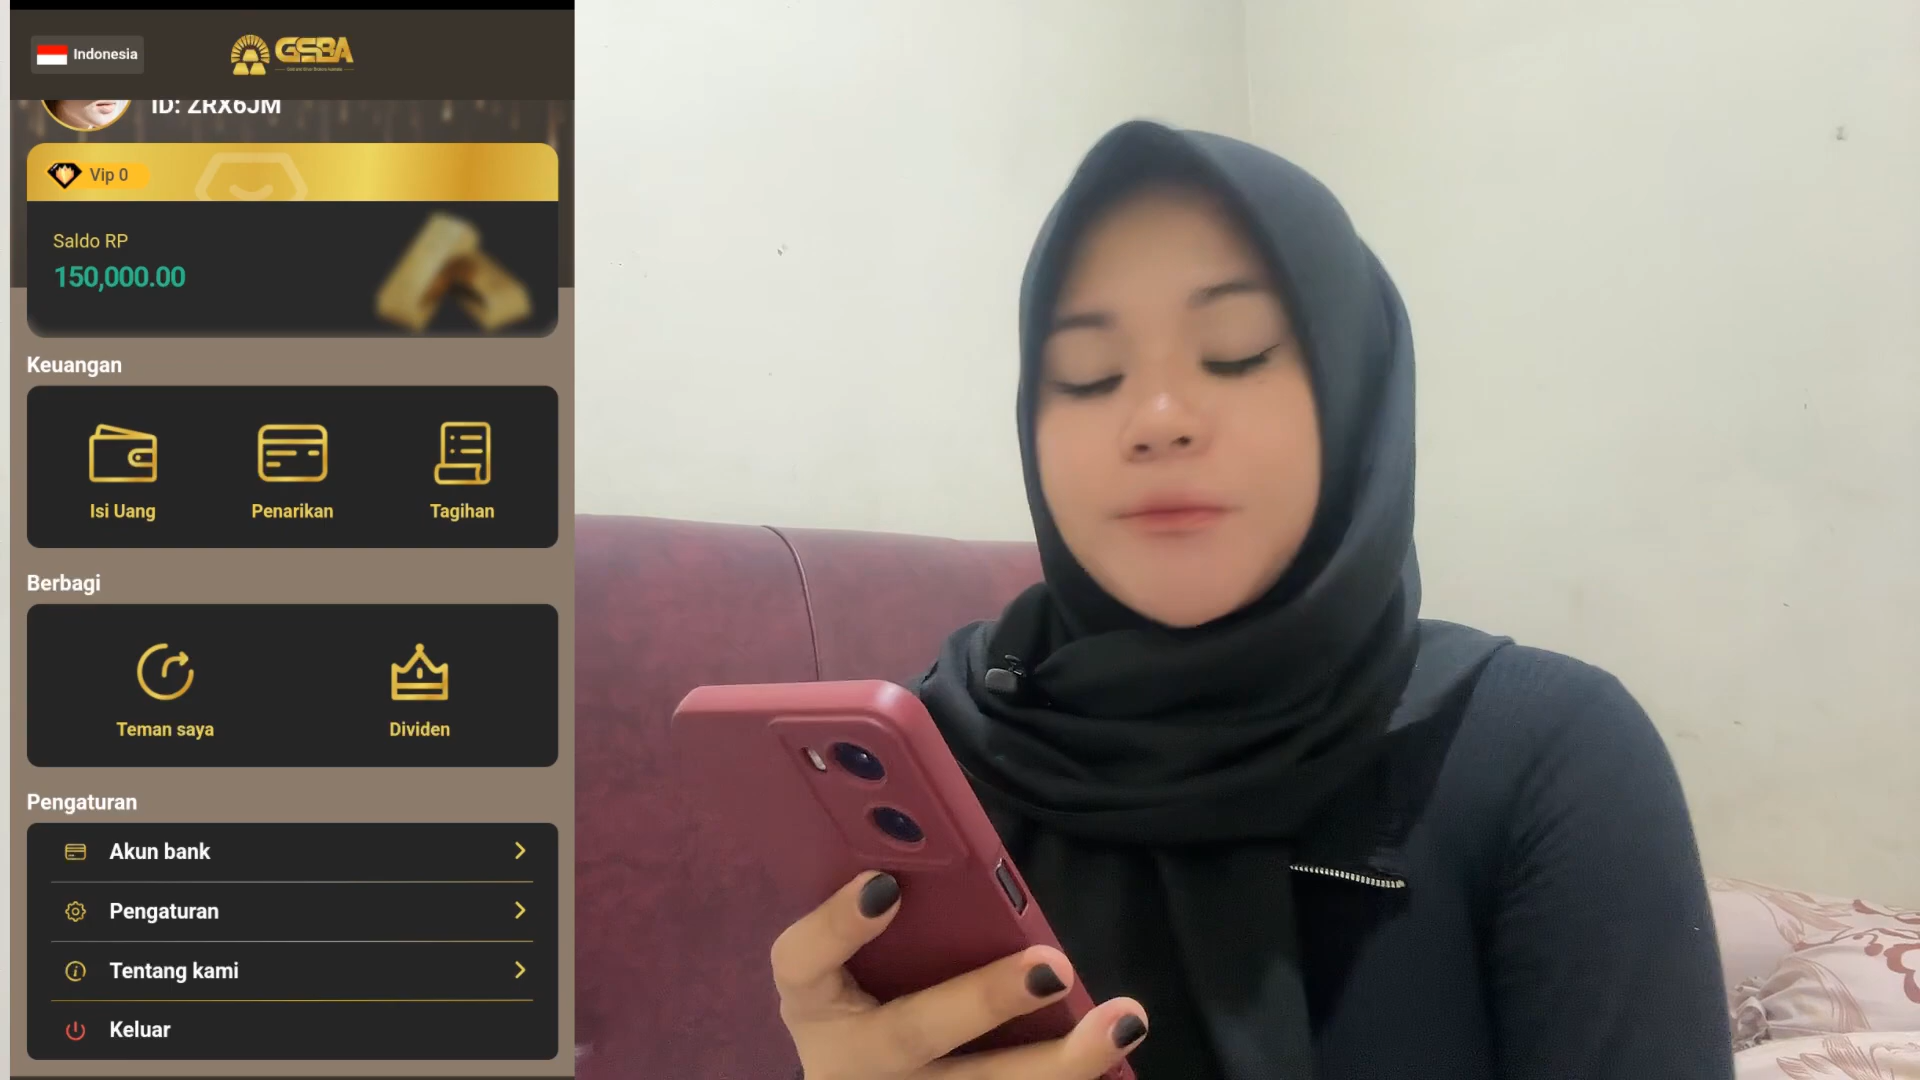 Indonesia
GSBA
ID: ZRX6JM
Vip 0
Saldo RP
150,000.00
Keuangan
Isi Uang
Penarikan
Tagihan
Berbagi
Teman saya
Dividen
Pengaturan
Akun bank
Pengaturan
Tentang kami
Keluar